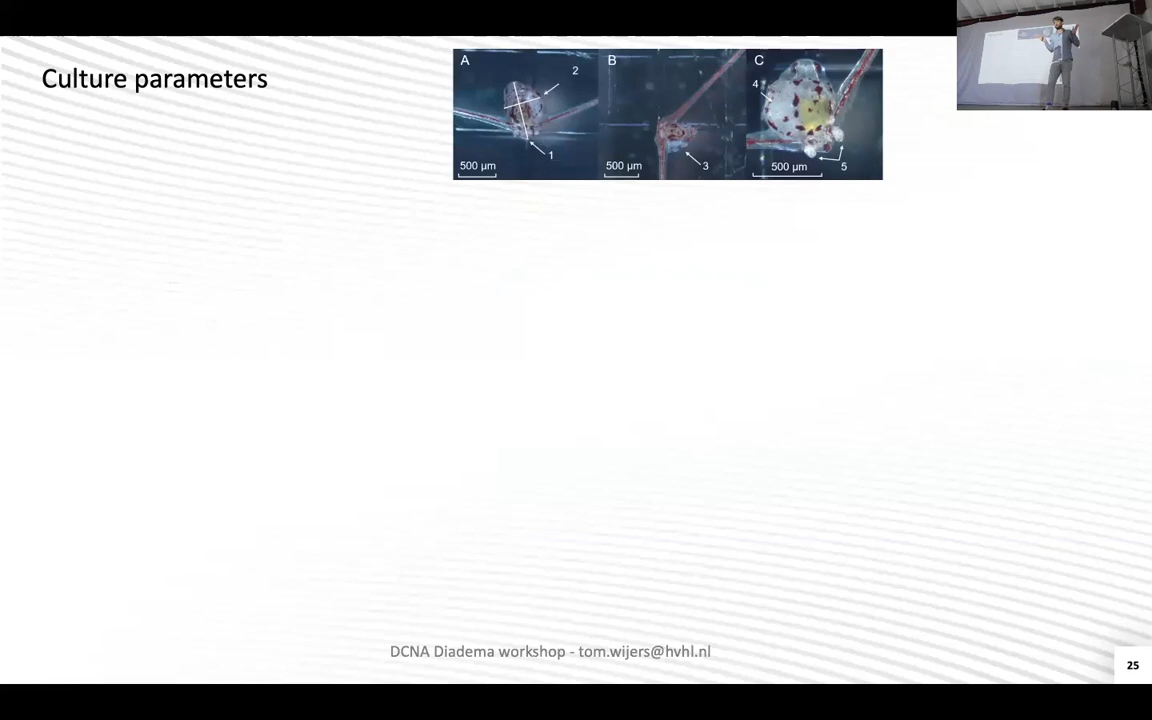 Culture parameters
A
2
1
500 µm
B
3
500 µm
C
4
5
500 µm
DCNA Diadema workshop - tom.wijers@hvhl.nl
25